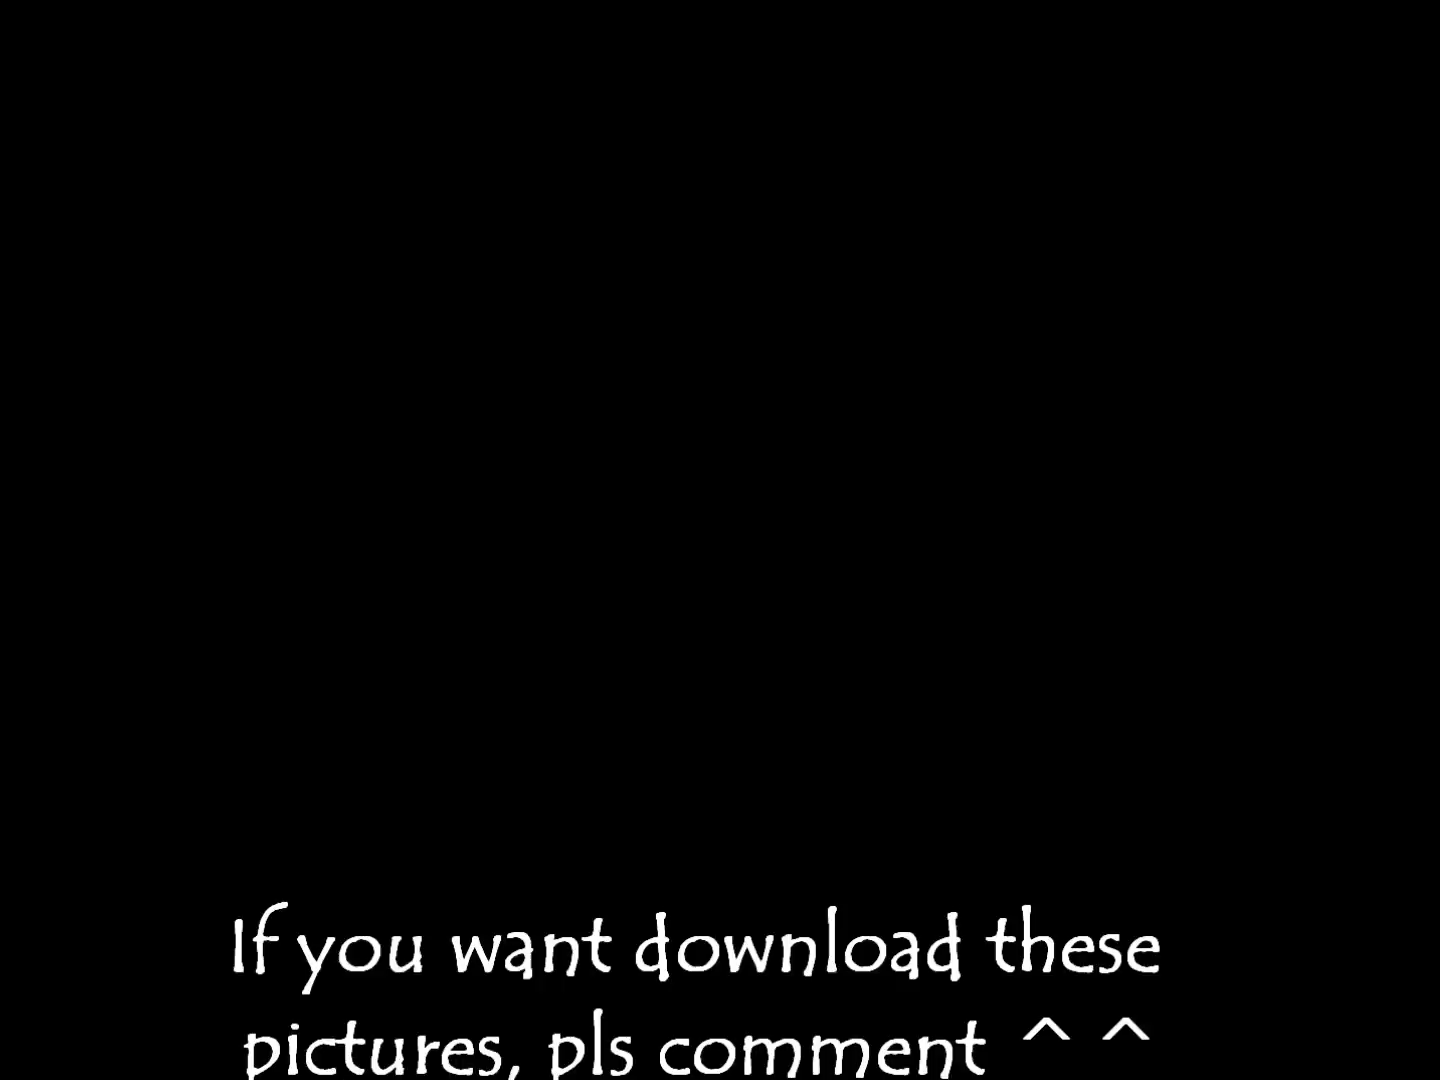 If you want download these
pictures, pls comment ^ ^